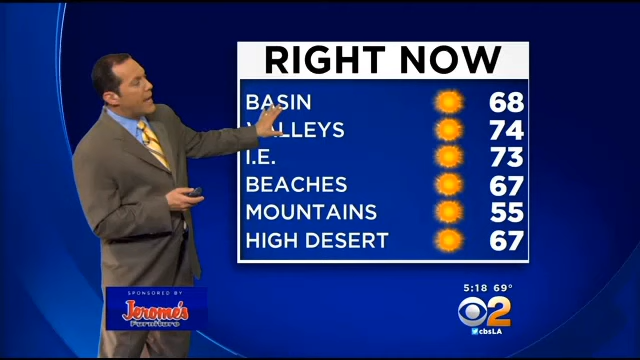 RIGHT NOW
BASIN 68
VALLEYS 74
I.E. 73
BEACHES 67
MOUNTAINS 55
HIGH DESERT 67
SPONSORED BY
Jerome's
Furniture
5:18 69°
2
cbsLA